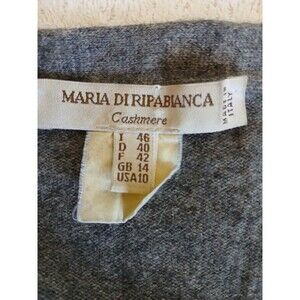 MARIA DI RIPABIANCA
Cashmere
MADE IN
ITALY
I 46
D 40
F 42
GB 14
USA 10